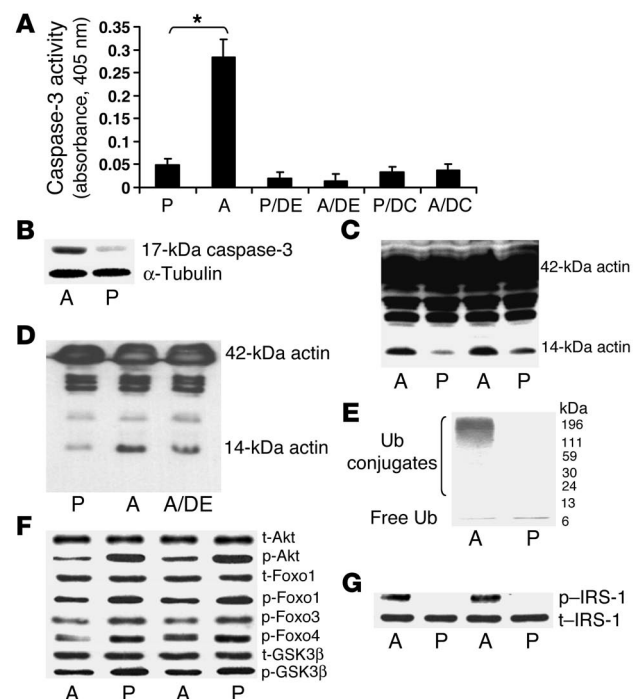 A
Caspase-3 activity
(absorbance, 405 nm)
0.35
0.3
0.25
0.2
0.15
0.1
0.05
0
*
P A P/DE A/DE P/DC A/DC
B
17-kDa caspase-3
α-Tubulin
A P
C
42-kDa actin
14-kDa actin
A P A P
D
42-kDa actin
14-kDa actin
P A A/DE
E
kDa
196
111
59
30
24
13
6
Ub
conjugates
Free Ub
A P
F
t-Akt
p-Akt
t-Foxo1
p-Foxo1
p-Foxo3
p-Foxo4
t-GSK3β
p-GSK3β
A P A P
G
p–IRS-1
t–IRS-1
A P A P